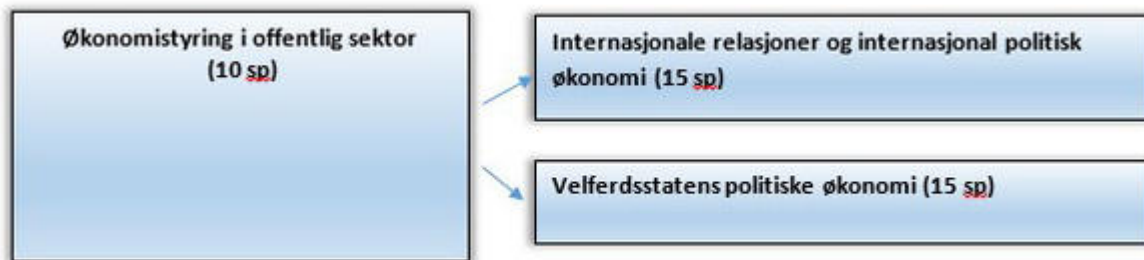 Økonomistyring i offentlig sektor
(10 sp)
Internasjonale relasjoner og internasjonal politisk
økonomi (15 sp)
Velferdsstatens politiske økonomi (15 sp)